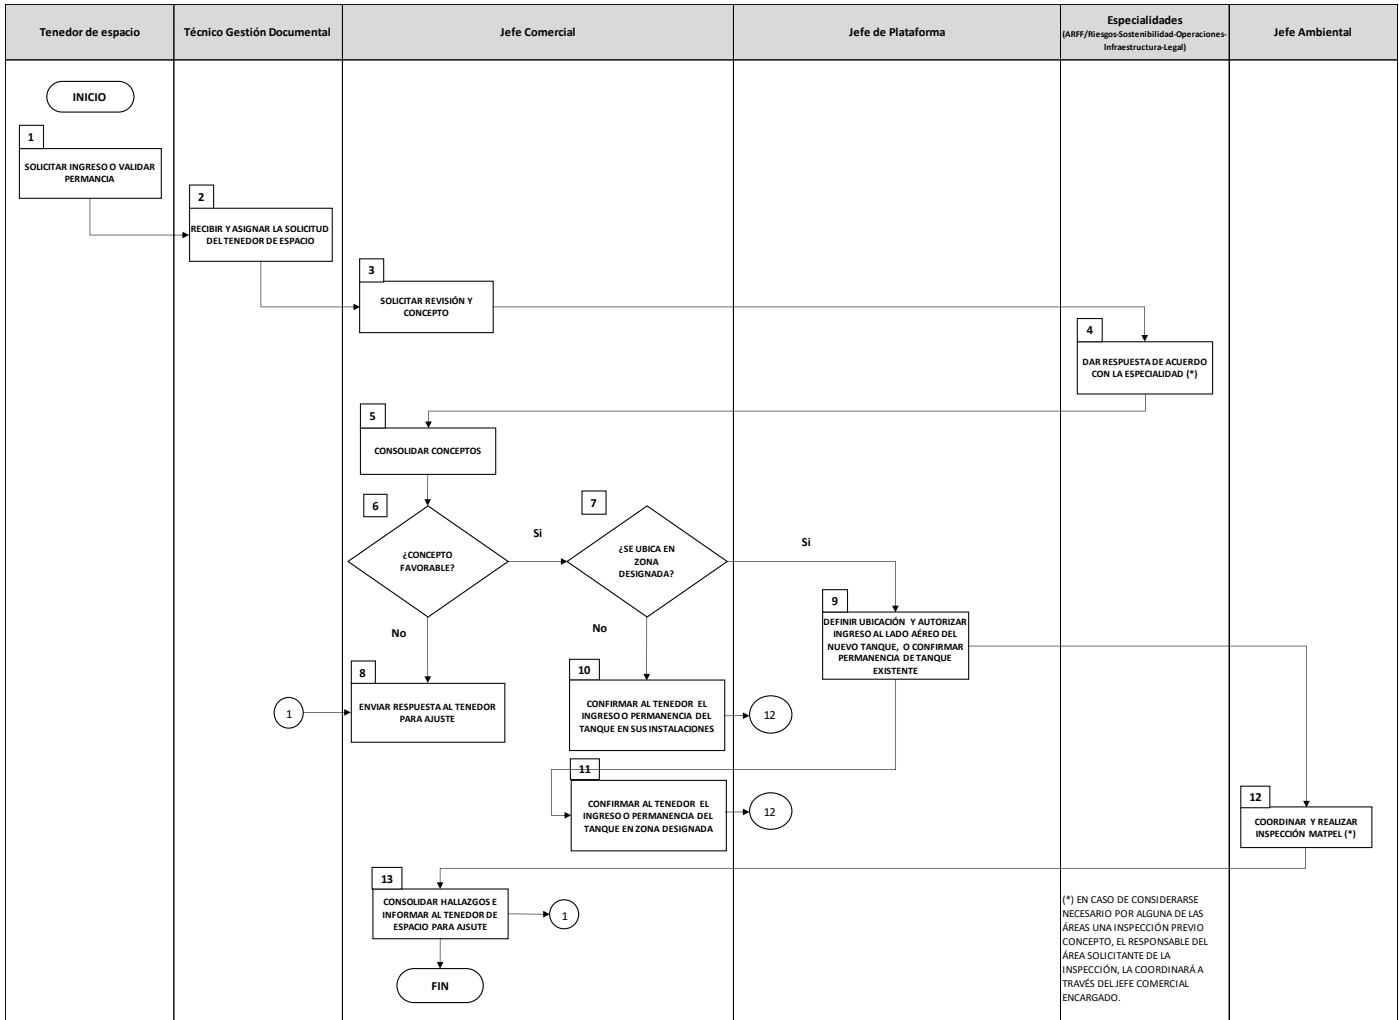 Tenedor de espacio
Técnico Gestión Documental
Jefe Comercial
Jefe de Plataforma
Especialidades
(ARFF/Riesgos-Sostenibilidad-Operaciones-
Infraestructura-Legal)
Jefe Ambiental
INICIO
1
SOLICITAR INGRESO O VALIDAR
PERMANCIA
2
RECIBIR Y ASIGNAR LA SOLICITUD
DEL TENEDOR DE ESPACIO
3
SOLICITAR REVISIÓN Y
CONCEPTO
4
DAR RESPUESTA DE ACUERDO
CON LA ESPECIALIDAD (*)
5
CONSOLIDAR CONCEPTOS
6
¿CONCEPTO
FAVORABLE?
Si
No
7
¿SE UBICA EN
ZONA
DESIGNADA?
Si
No
9
DEFINIR UBICACIÓN Y AUTORIZAR
INGRESO AL LADO AÉREO DEL
NUEVO TANQUE, O CONFIRMAR
PERMANENCIA DE TANQUE
EXISTENTE
8
1
ENVIAR RESPUESTA AL TENEDOR
PARA AJUSTE
10
CONFIRMAR AL TENEDOR EL
INGRESO O PERMANENCIA DEL
TANQUE EN SUS INSTALACIONES
12
11
CONFIRMAR AL TENEDOR EL
INGRESO O PERMANENCIA DEL
TANQUE EN ZONA DESIGNADA
12
12
COORDINAR Y REALIZAR
INSPECCIÓN MATPEL (*)
13
CONSOLIDAR HALLAZGOS E
INFORMAR AL TENEDOR DE
ESPACIO PARA AJSUTE
1
FIN
(*) EN CASO DE CONSIDERARSE
NECESARIO POR ALGUNA DE LAS
ÁREAS UNA INSPECCIÓN PREVIO
CONCEPTO, EL RESPONSABLE DEL
ÁREA SOLICITANTE DE LA
INSPECCIÓN, LA COORDINARÁ A
TRAVÉS DEL JEFE COMERCIAL
ENCARGADO.